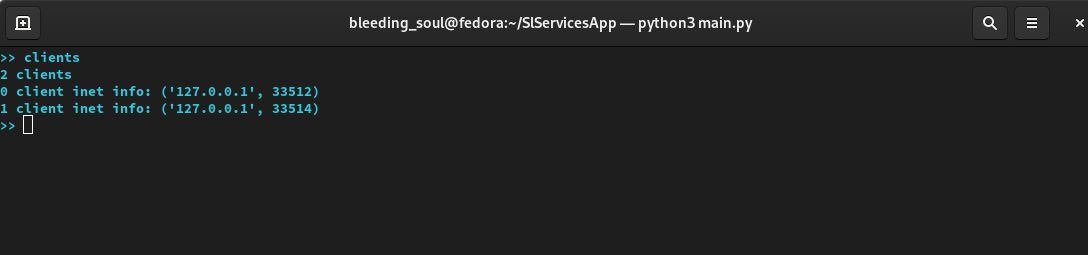 bleeding_soul@fedora:~/SlServicesApp — python3 main.py
>> clients
2 clients
0 client inet info: ('127.0.0.1', 33512)
1 client inet info: ('127.0.0.1', 33514)
>>